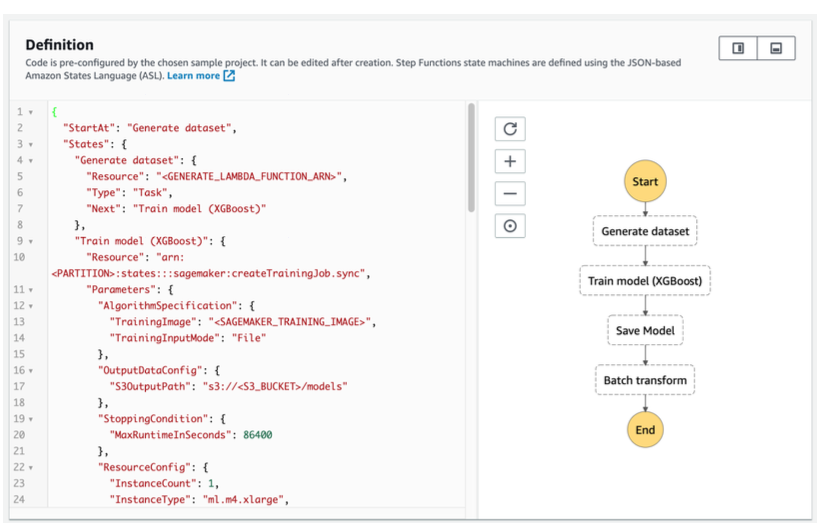 Definition
Code is pre-configured by the chosen sample project. It can be edited after creation. Step Functions state machines are defined using the JSON-based
Amazon States Language (ASL). Learn more
1 {
2 "StartAt": "Generate dataset",
3 "States": {
4 "Generate dataset": {
5 "Resource": "<GENERATE_LAMBDA_FUNCTION_ARN>",
6 "Type": "Task",
7 "Next": "Train model (XGBoost)"
8 },
9 "Train model (XGBoost)": {
10 "Resource": "arn:
<PARTITION>:states:::sagemaker:createTrainingJob.sync",
11 "Parameters": {
12 "AlgorithmSpecification": {
13 "TrainingImage": "<SAGEMAKER_TRAINING_IMAGE>",
14 "TrainingInputMode": "File"
15 },
16 "OutputDataConfig": {
17 "S3OutputPath": "s3://<S3_BUCKET>/models"
18 },
19 "StoppingCondition": {
20 "MaxRuntimeInSeconds": 86400
21 },
22 "ResourceConfig": {
23 "InstanceCount": 1,
24 "InstanceType": "ml.m4.xlarge",
Start
Generate dataset
Train model (XGBoost)
Save Model
Batch transform
End